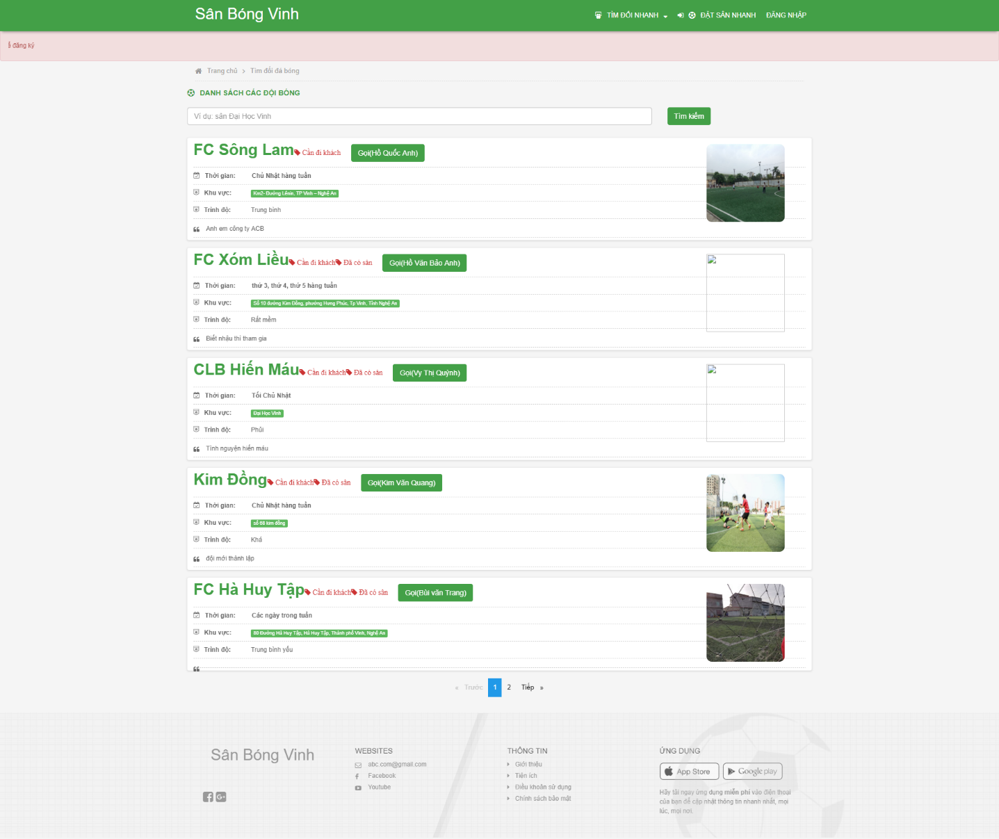 Sân Bóng Vinh
TÌM ĐỐI NHANH
ĐẶT SÂN NHANH
ĐĂNG NHẬP
đăng ký
Trang chủ > Tìm đối đá bóng
DANH SÁCH CÁC ĐỘI BÓNG
Ví dụ: sân Đại Học Vinh
Tìm kiếm
FC Sông Lam Cần đi khách Gọi(Hồ Quốc Anh)
Thời gian: Chủ Nhật hàng tuần
Khu vực: Km2- Đường Lênin, TP Vinh – Nghệ An
Trình độ: Trung bình
Anh em công ty ACB
FC Xóm Liều Cần đi khách Đã có sân Gọi(Hồ Văn Bảo Anh)
Thời gian: thứ 3, thứ 4, thứ 5 hàng tuần
Khu vực: Số 10 đường Kim Đồng, phường Hưng Phúc, Tp Vinh, Tỉnh Nghệ An
Trình độ: Rất mềm
Biết nhậu thì tham gia
CLB Hiến Máu Cần đi khách Đã có sân Gọi(Vy Thị Quỳnh)
Thời gian: Tối Chủ Nhật
Khu vực: Đại Học Vinh
Trình độ: Phủi
Tình nguyện hiến máu
Kim Đồng Cần đi khách Đã có sân Gọi(Kim Văn Quang)
Thời gian: Chủ Nhật hàng tuần
Khu vực: số 68 kim đồng
Trình độ: Khá
đội mới thành lập
FC Hà Huy Tập Cần đi khách Đã có sân Gọi(Bùi văn Trang)
Thời gian: Các ngày trong tuần
Khu vực: 80 Đường Hà Huy Tập, Hà Huy Tập, Thành phố Vinh, Nghệ An
Trình độ: Trung bình yếu
« Trước 1 2 Tiếp »
Sân Bóng Vinh
WEBSITES
abc.com@gmail.com
Facebook
Youtube
THÔNG TIN
Giới thiệu
Tiện ích
Điều khoản sử dụng
Chính sách bảo mật
ỨNG DỤNG
App Store
Google play
Hãy tải ngay ứng dụng miễn phí vào điện thoại
của bạn để cập nhật thông tin nhanh nhất, mọi
lúc, mọi nơi.